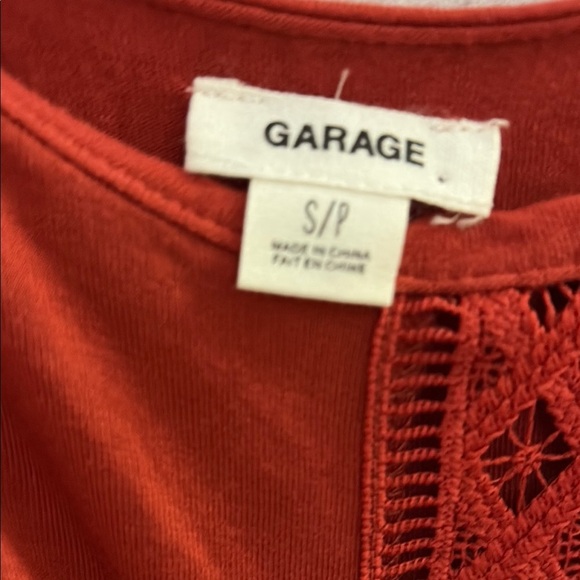 GARAGE
S/P
MADE IN CHINA
FAIT EN CHINE